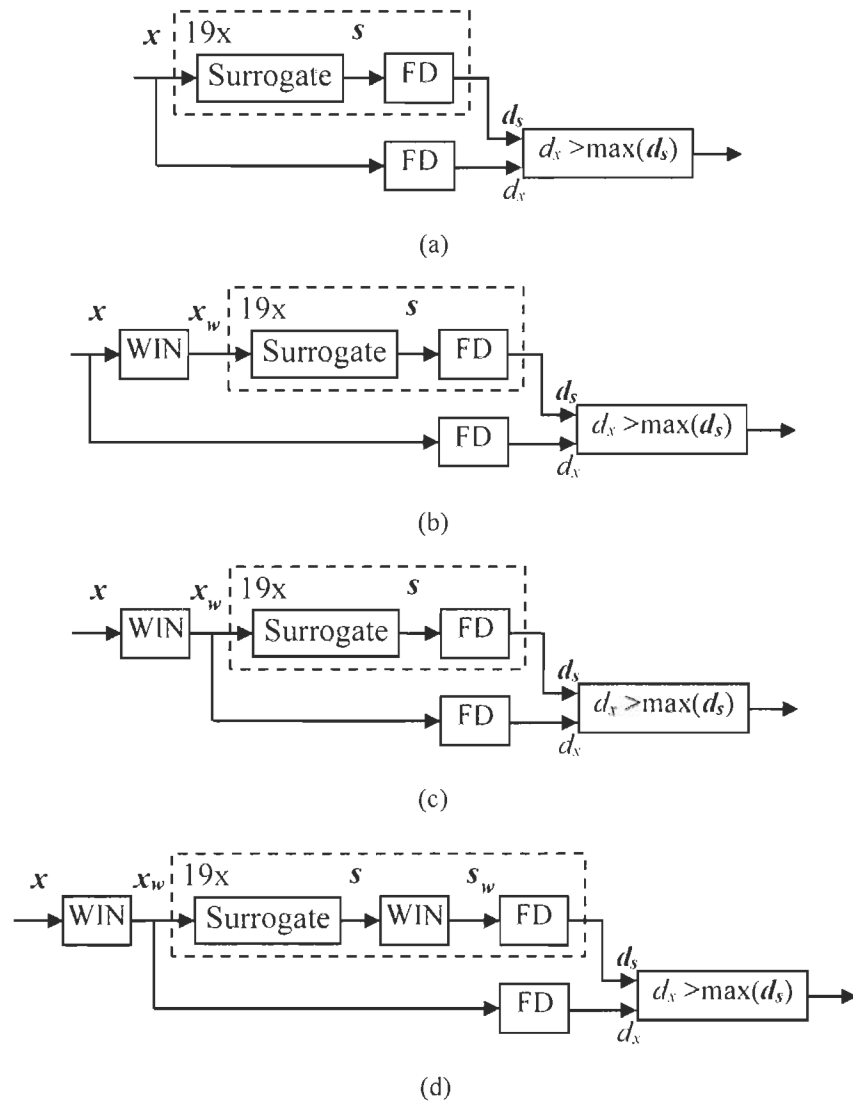 x 19x s
Surrogate FD
d_s
d_x >max(d_s)
FD
d_x
(a)
x x_w 19x s
WIN Surrogate FD
d_s
d_x >max(d_s)
FD
d_x
(b)
x x_w 19x s
WIN Surrogate FD
d_s
d_x >max(d_s)
FD
d_x
(c)
x x_w 19x s s_w
WIN Surrogate WIN FD
d_s
d_x >max(d_s)
FD
d_x
(d)